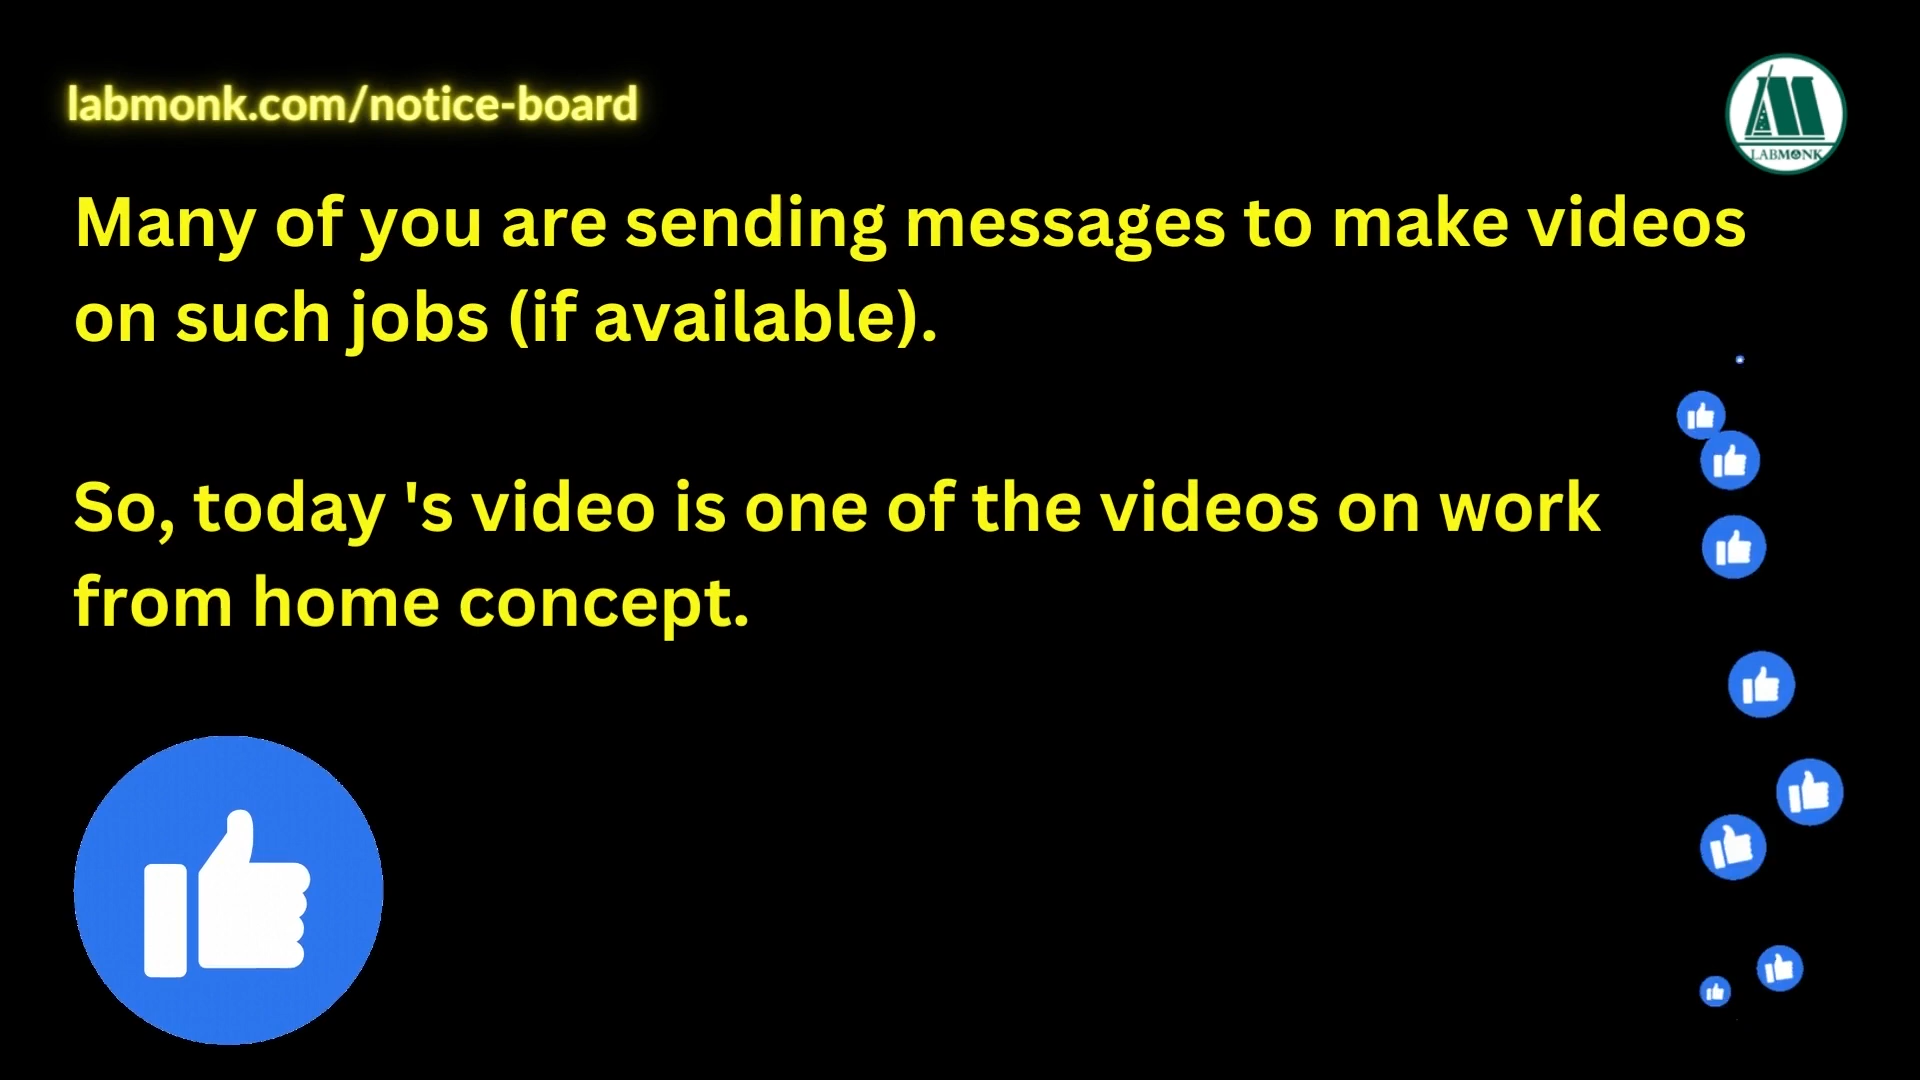 labmonk.com/notice-board
LABMONK
Many of you are sending messages to make videos
on such jobs (if available).
So, today 's video is one of the videos on work
from home concept.